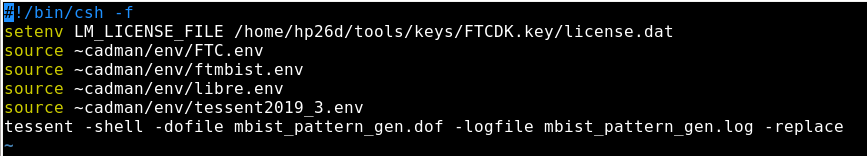 #!/bin/csh -f
setenv LM_LICENSE_FILE /home/hp26d/tools/keys/FTCDK.key/license.dat
source ~cadman/env/FTC.env
source ~cadman/env/ftmbist.env
source ~cadman/env/libre.env
source ~cadman/env/tessent2019_3.env
tessent -shell -dofile mbist_pattern_gen.dof -logfile mbist_pattern_gen.log -replace
~